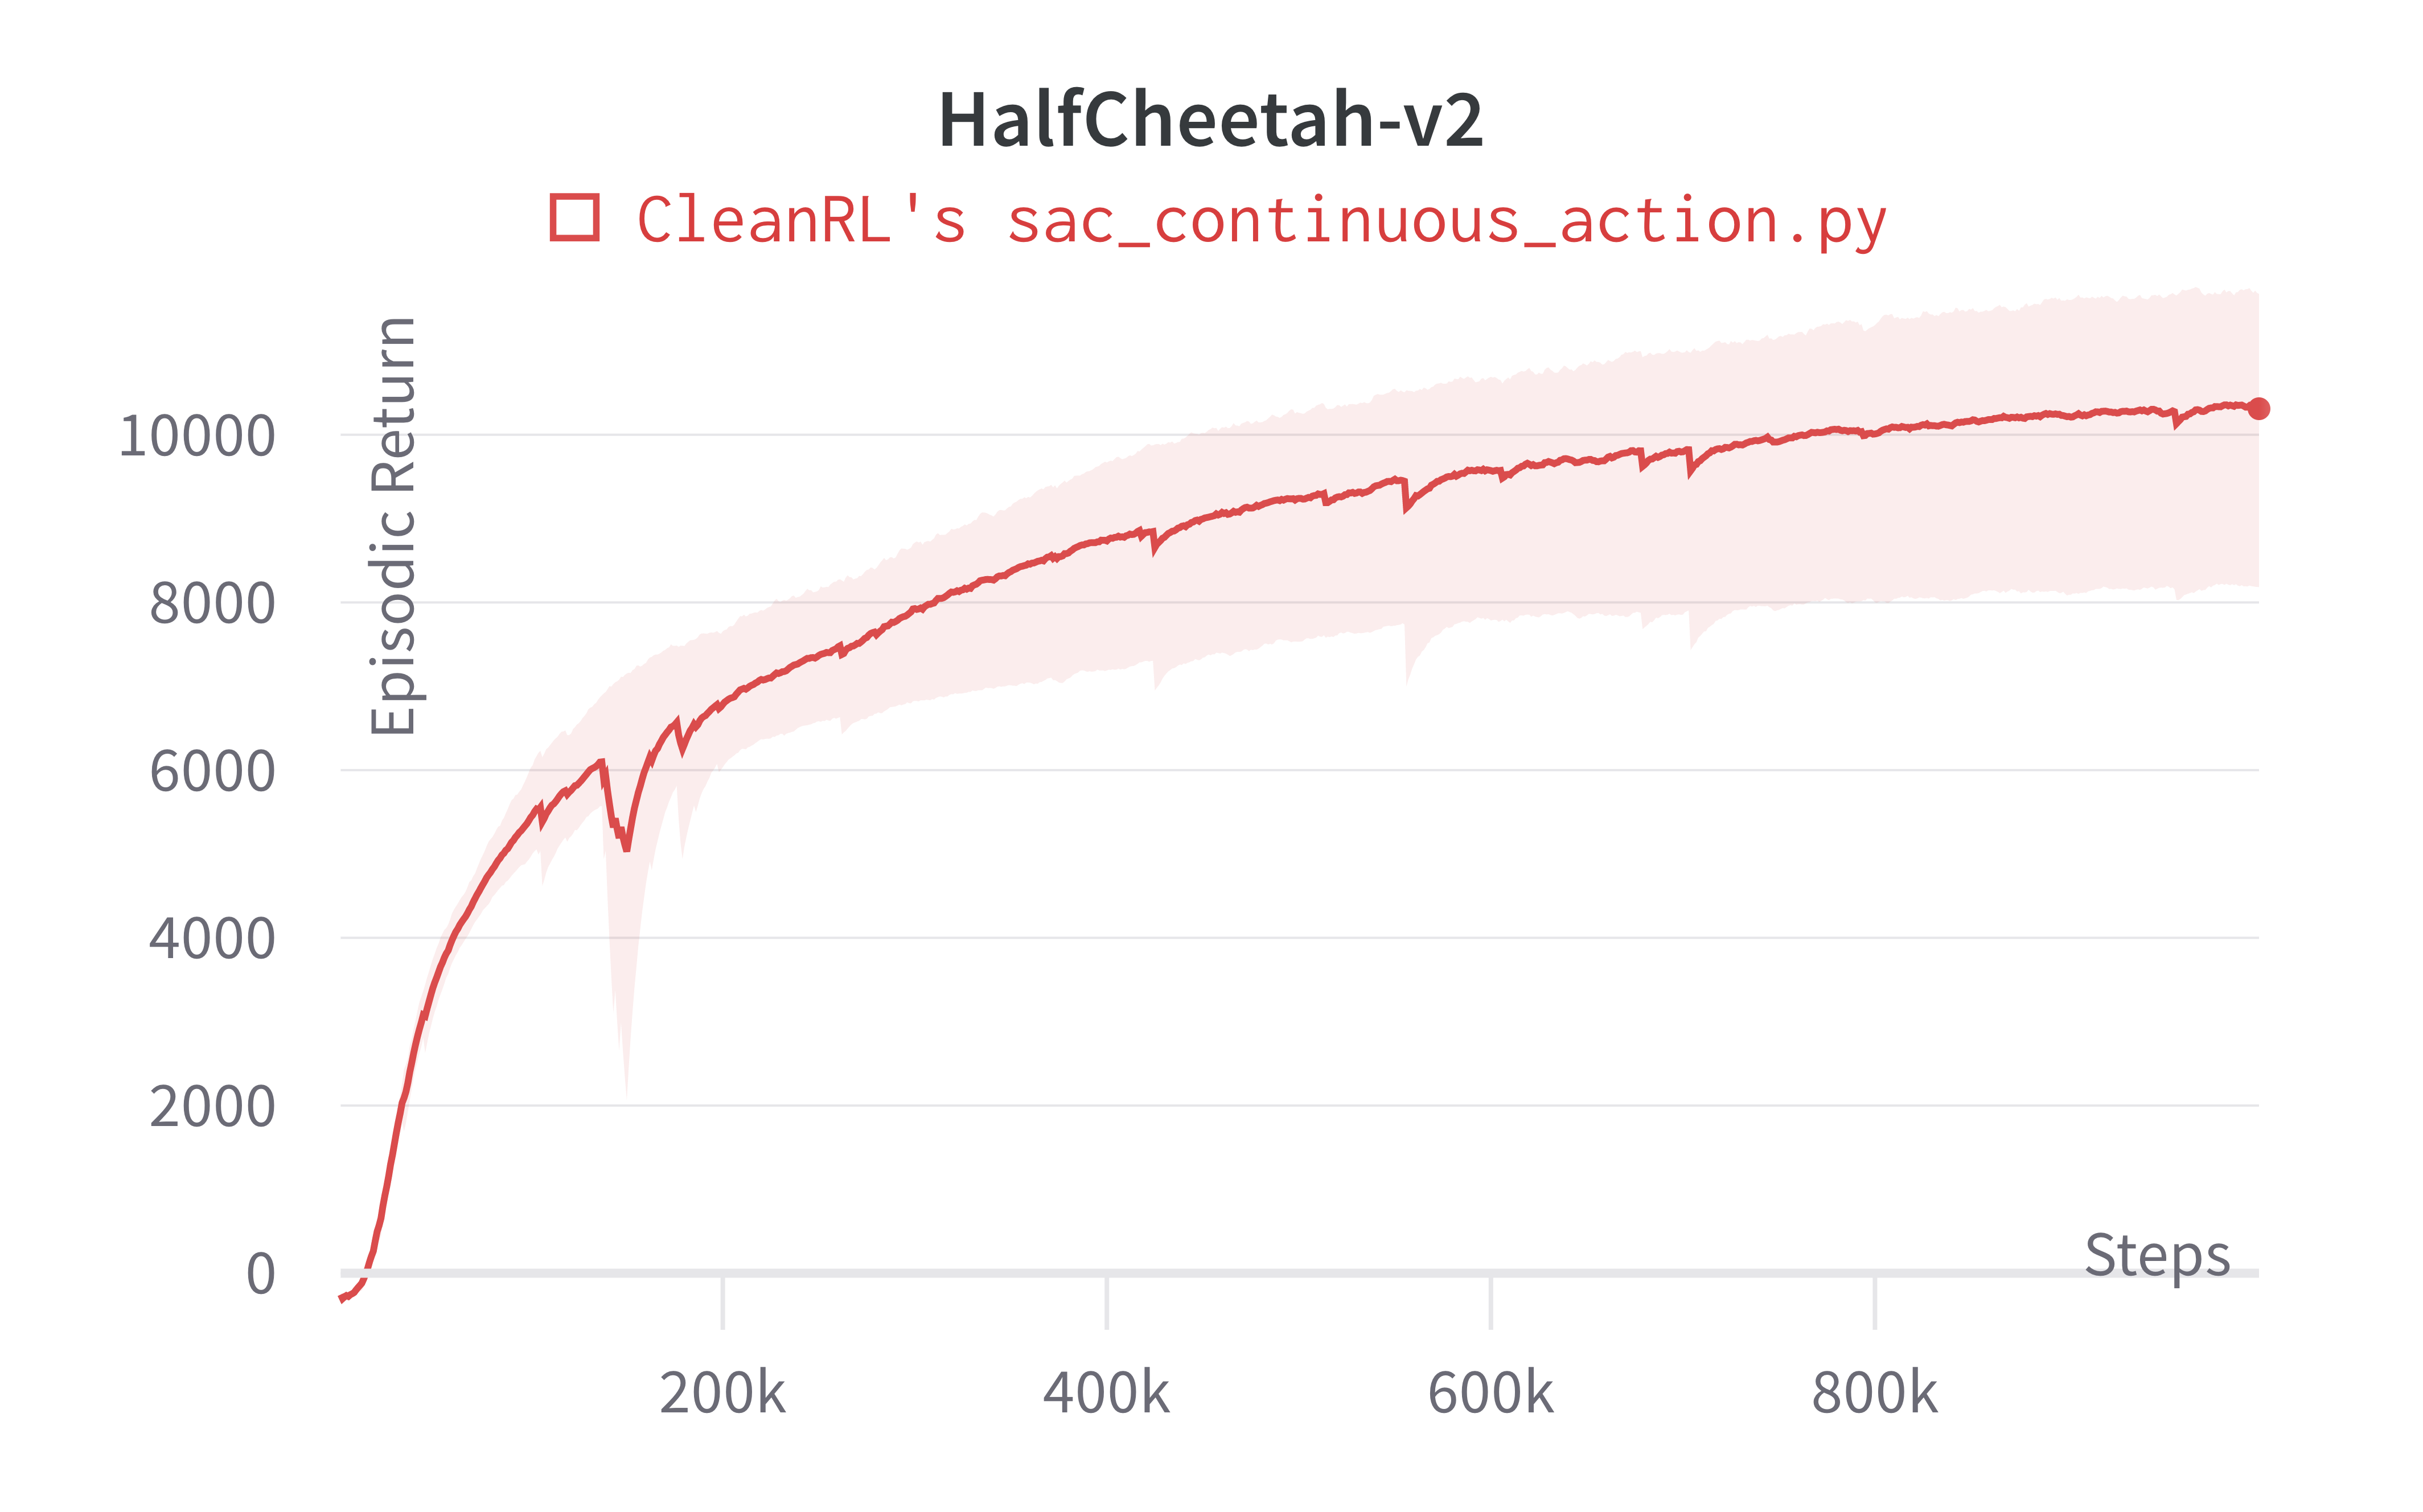 HalfCheetah-v2
CleanRL's sac_continuous_action.py
Episodic Return
10000
8000
6000
4000
2000
0
Steps
200k 400k 600k 800k